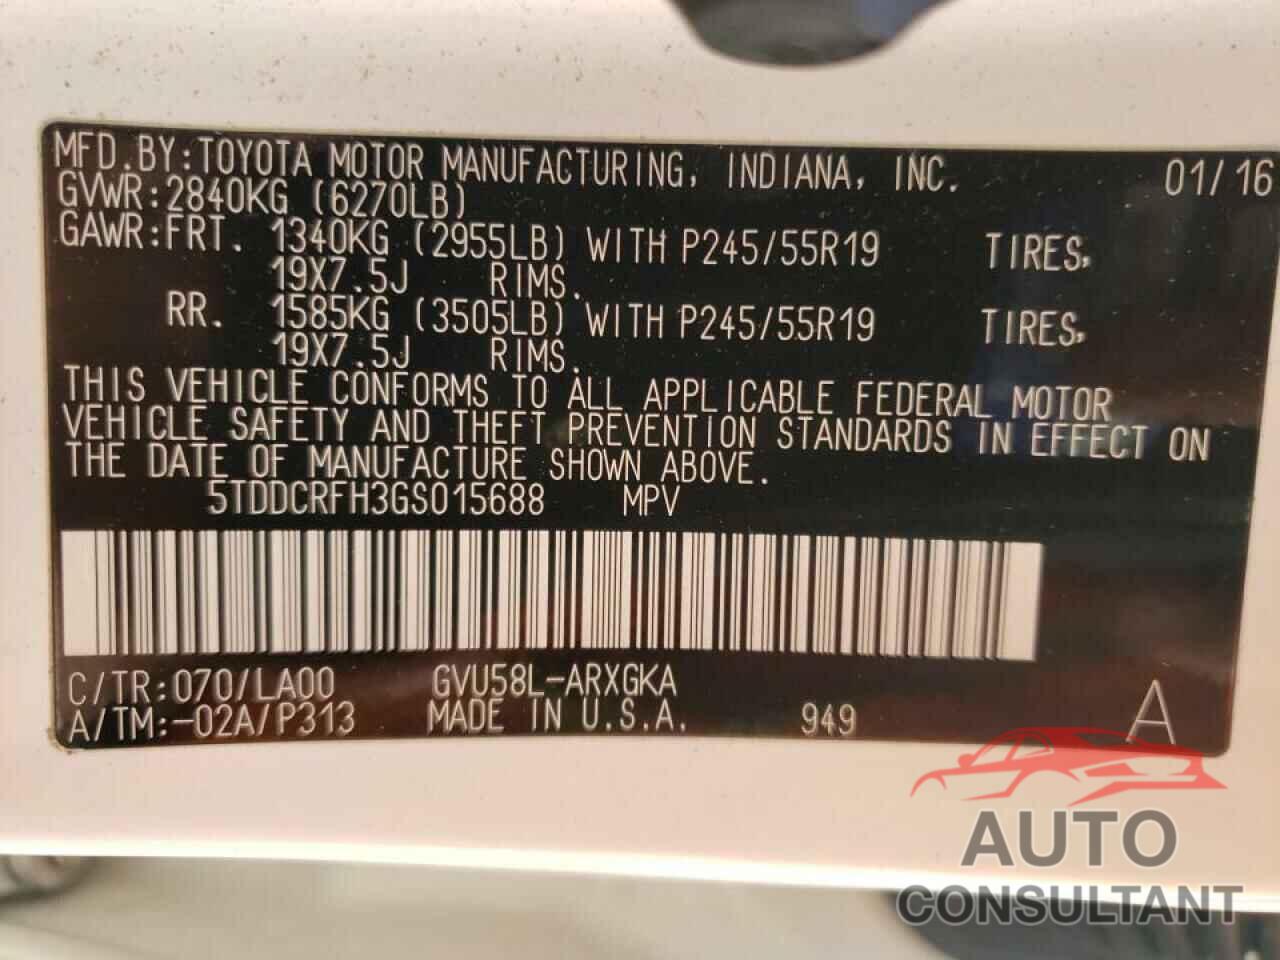 MFD.BY:TOYOTA MOTOR MANUFACTURING, INDIANA, INC. 01/16
GVWR:2840KG (6270LB)
GAWR:FRT. 1340KG (2955LB) WITH P245/55R19 TIRES,
19X7.5J RIMS.
RR. 1585KG (3505LB) WITH P245/55R19 TIRES,
19X7.5J RIMS.
THIS VEHICLE CONFORMS TO ALL APPLICABLE FEDERAL MOTOR
VEHICLE SAFETY AND THEFT PREVENTION STANDARDS IN EFFECT ON
THE DATE OF MANUFACTURE SHOWN ABOVE.
5TDDCRFH3GS015688 MPV
C/TR:070/LA00 GVU58L-ARXGKA
A/TM:-02A/P313 MADE IN U.S.A. 949 A
AUTO
CONSULTANT